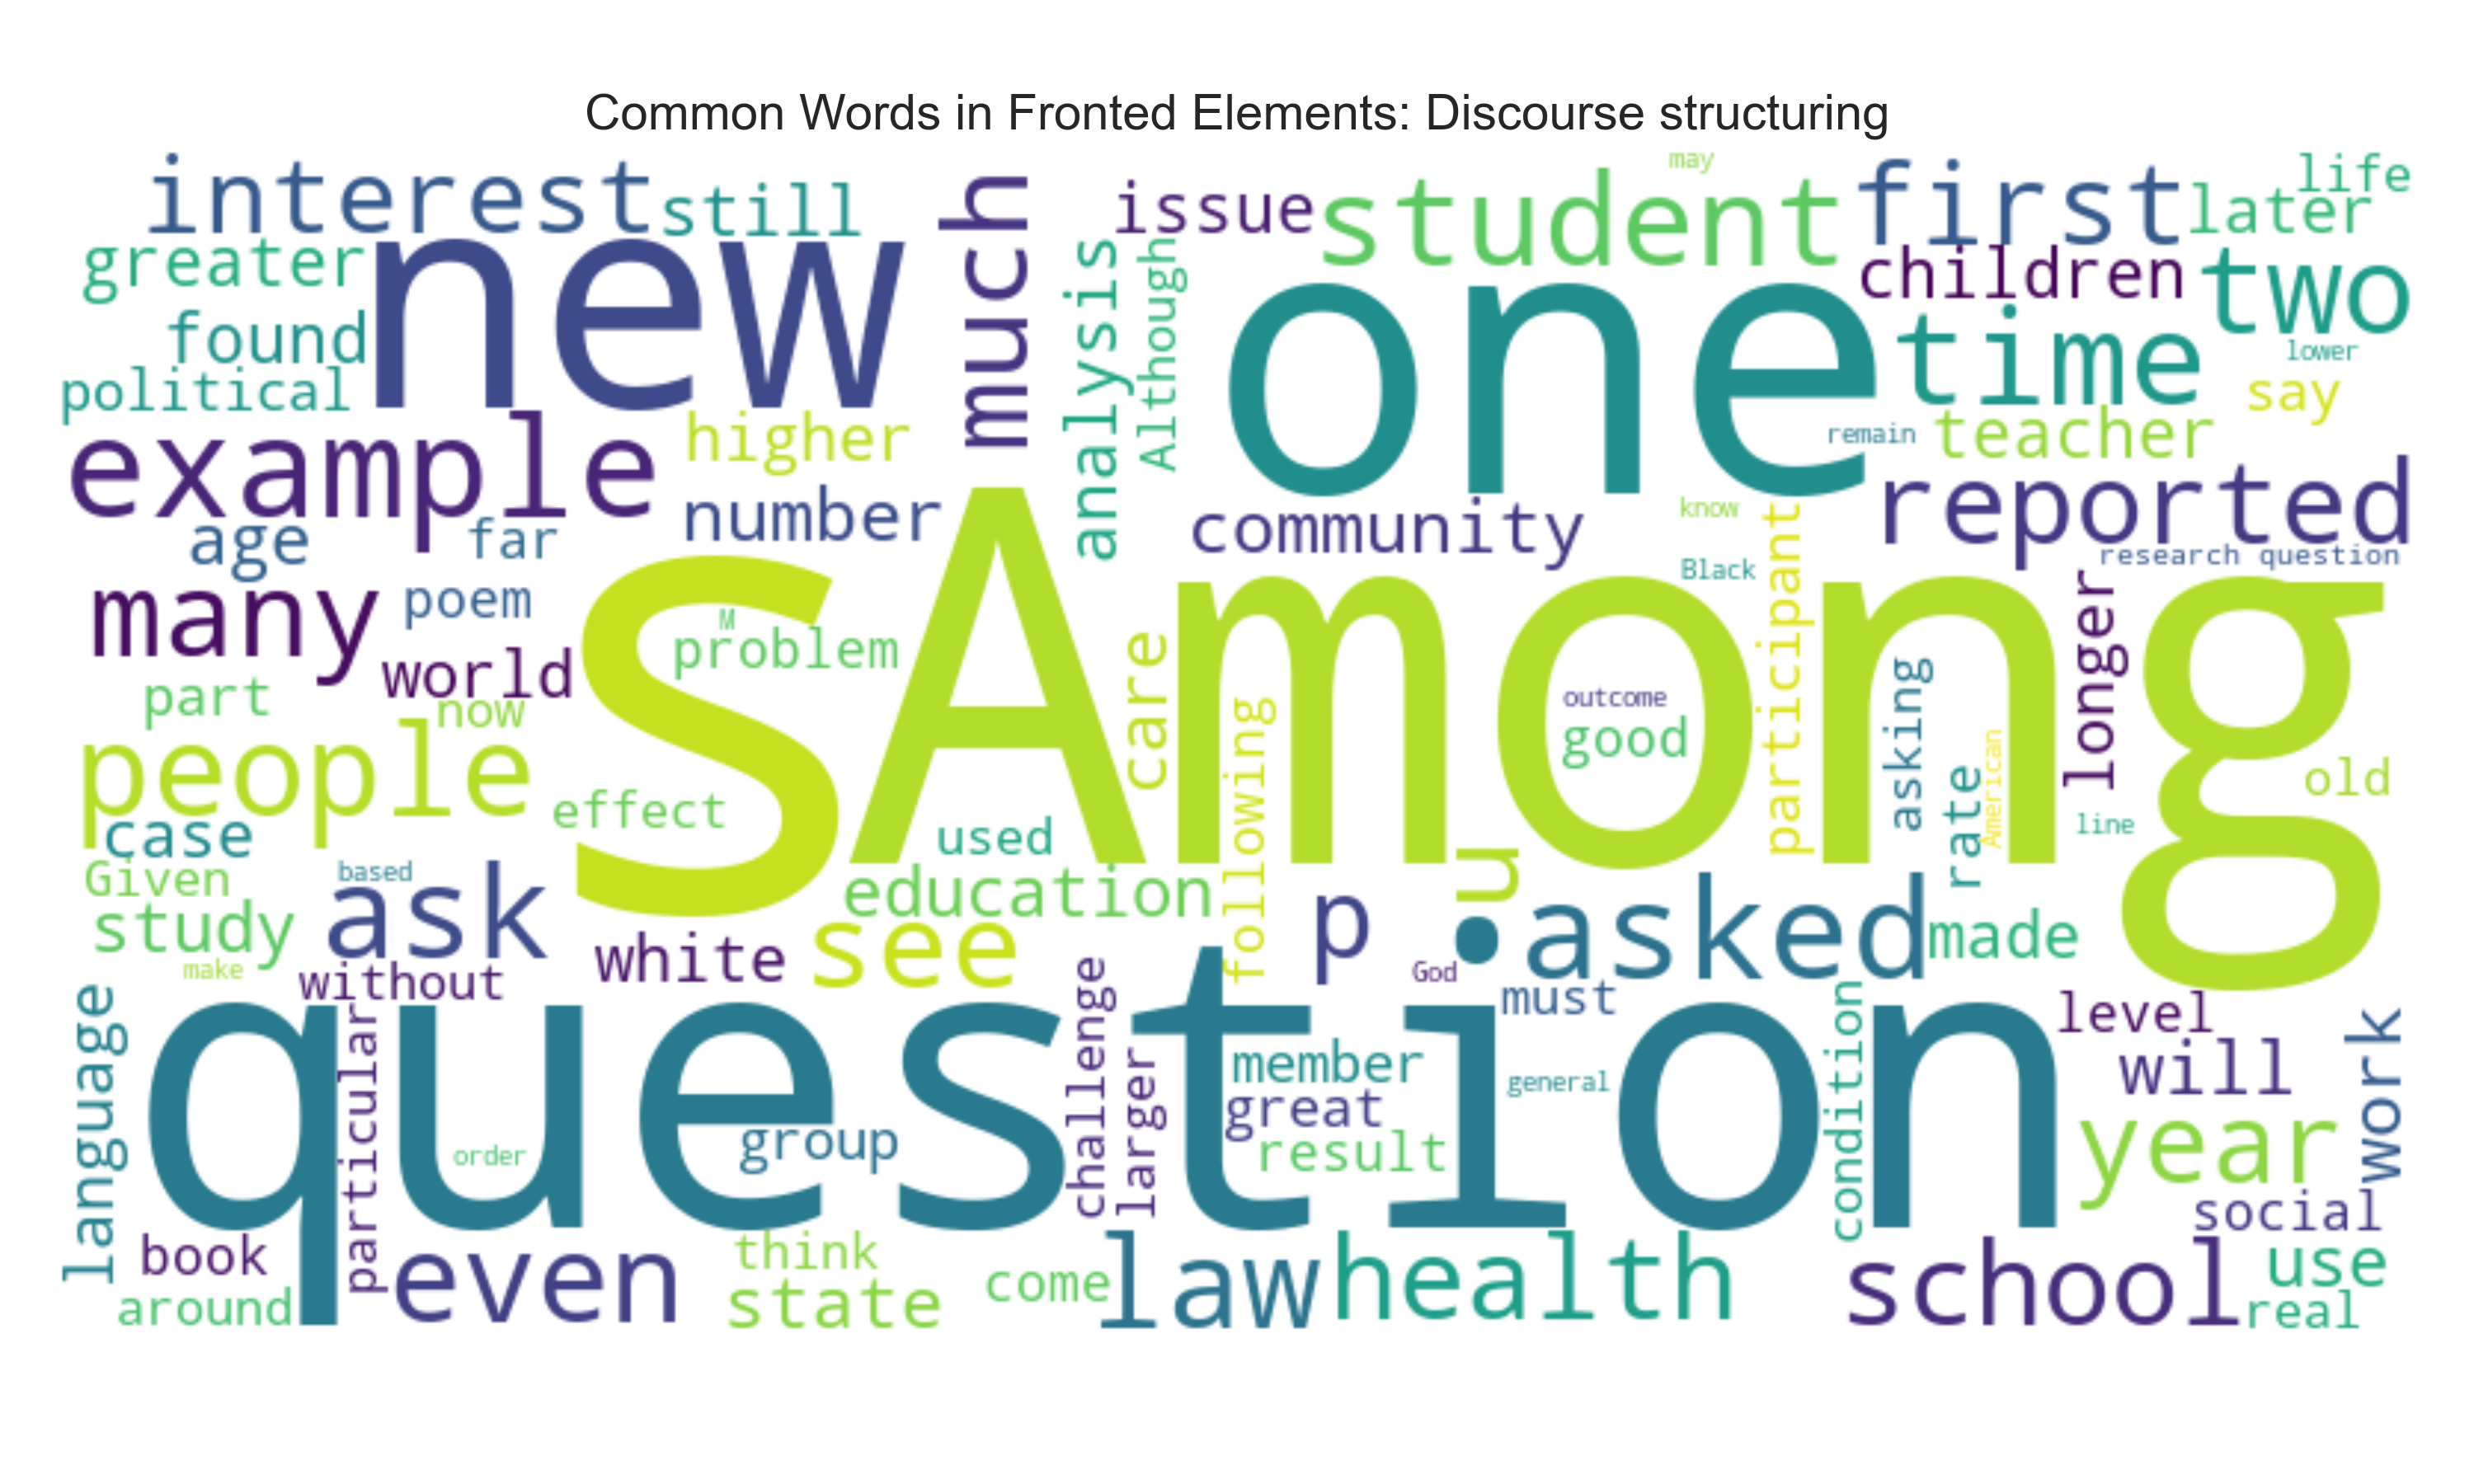 Common Words in Fronted Elements: Discourse structuring
interest
still
much
issue
student
may
first
later
life
greater
new
analysis
Although
one
children
two
found
time
lower
political
say
example
higher
remain
teacher
number
community
know
reported
age
far
Black
participant
research question
many
poem
s
Among
M
problem
care
longer
world
part
now
outcome
good
asking
people
following
rate
American
old
effect
case
used
line
Given
based
education
u
study
ask
white
see
p
asked
made
make
without
God
must
language
question
particular
challenge
larger
member
great
general
condition
level
will
work
order
group
result
year
social
book
even
think
state
come
law
health
school
use
around
real